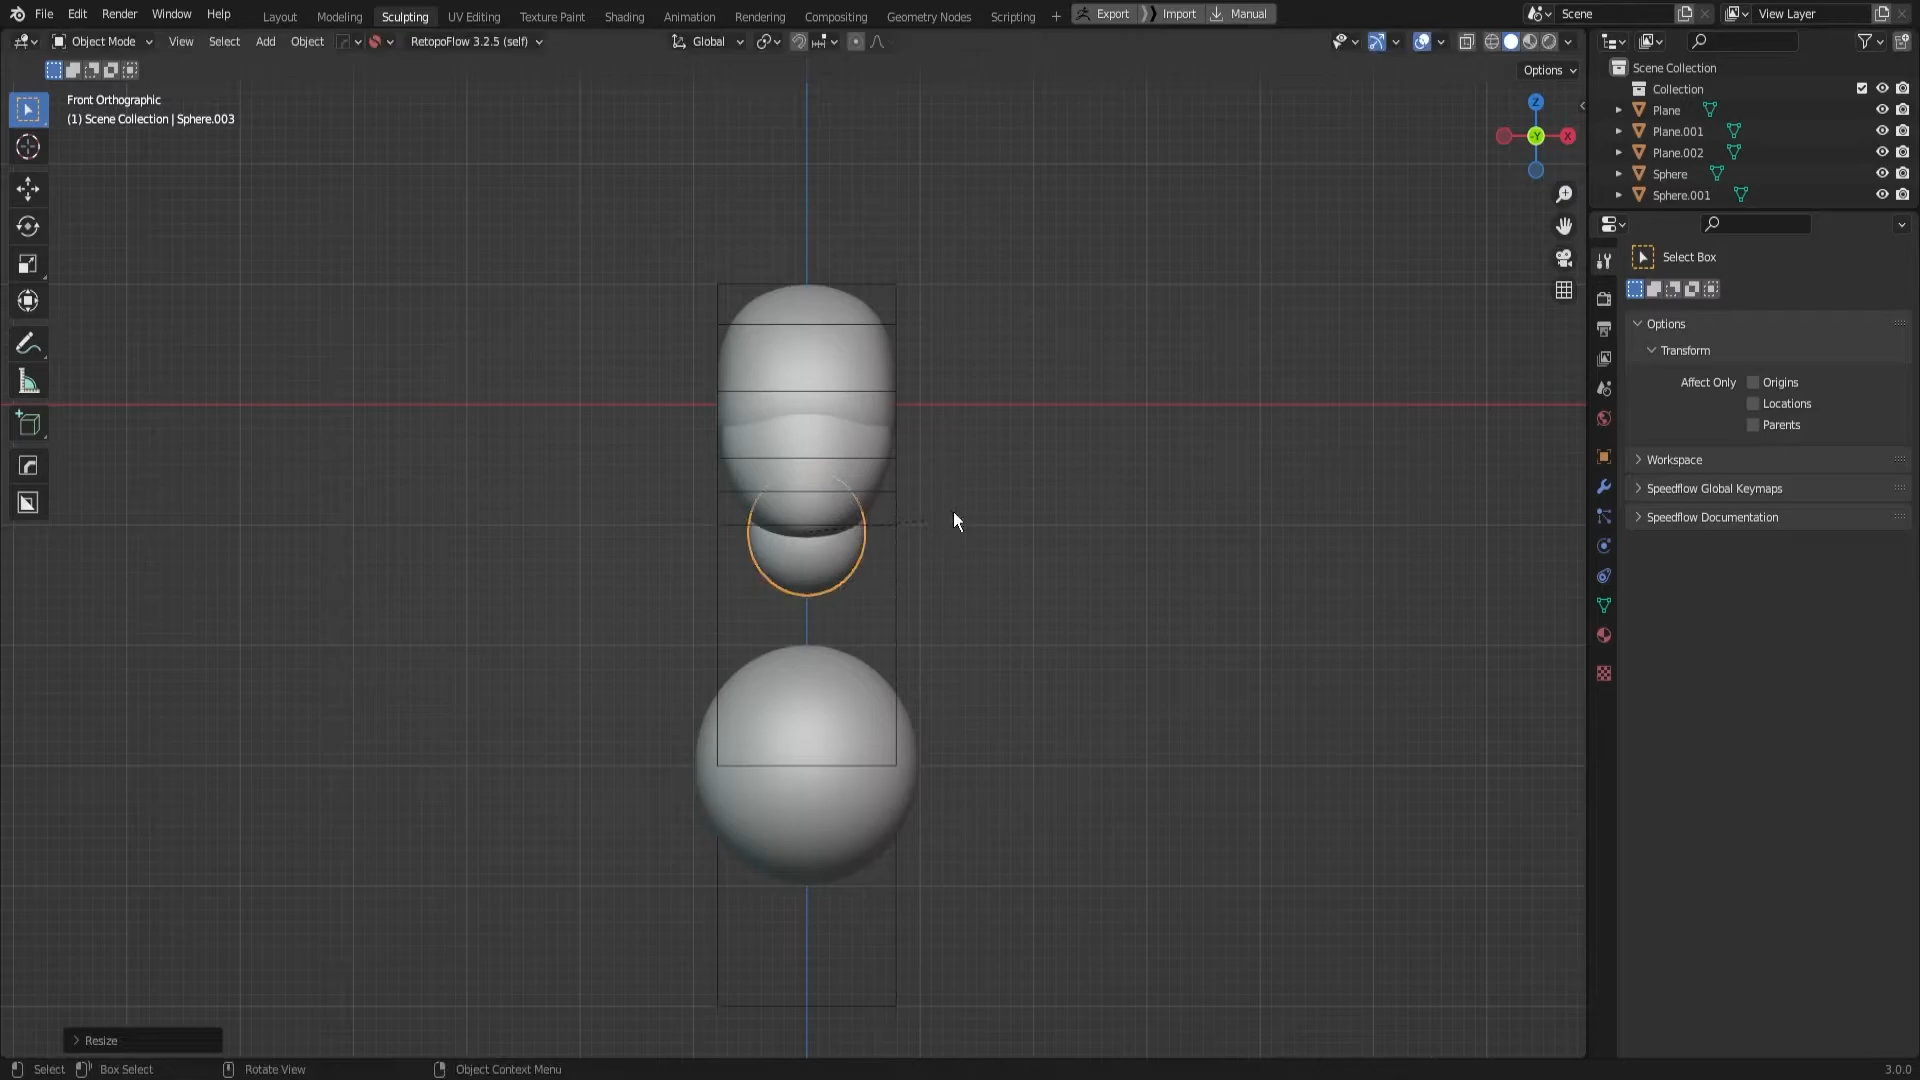 File Edit Render Window Help Layout Modeling Sculpting UV Editing Texture Paint Shading Animation Rendering Compositing Geometry Nodes Scripting + Export Import Manual Scene View Layer
Object Mode View Select Add Object RetopoFlow 3.2.5 (self) Global
Options
Front Orthographic
(1) Scene Collection | Sphere.003
Z
-Y
X
Scene Collection
Collection
Plane
Plane.001
Plane.002
Sphere
Sphere.001
Select Box
Options
Transform
Affect Only Origins
Locations
Parents
Workspace
Speedflow Global Keymaps
Speedflow Documentation
Resize
Select Box Select Rotate View Object Context Menu 3.0.0